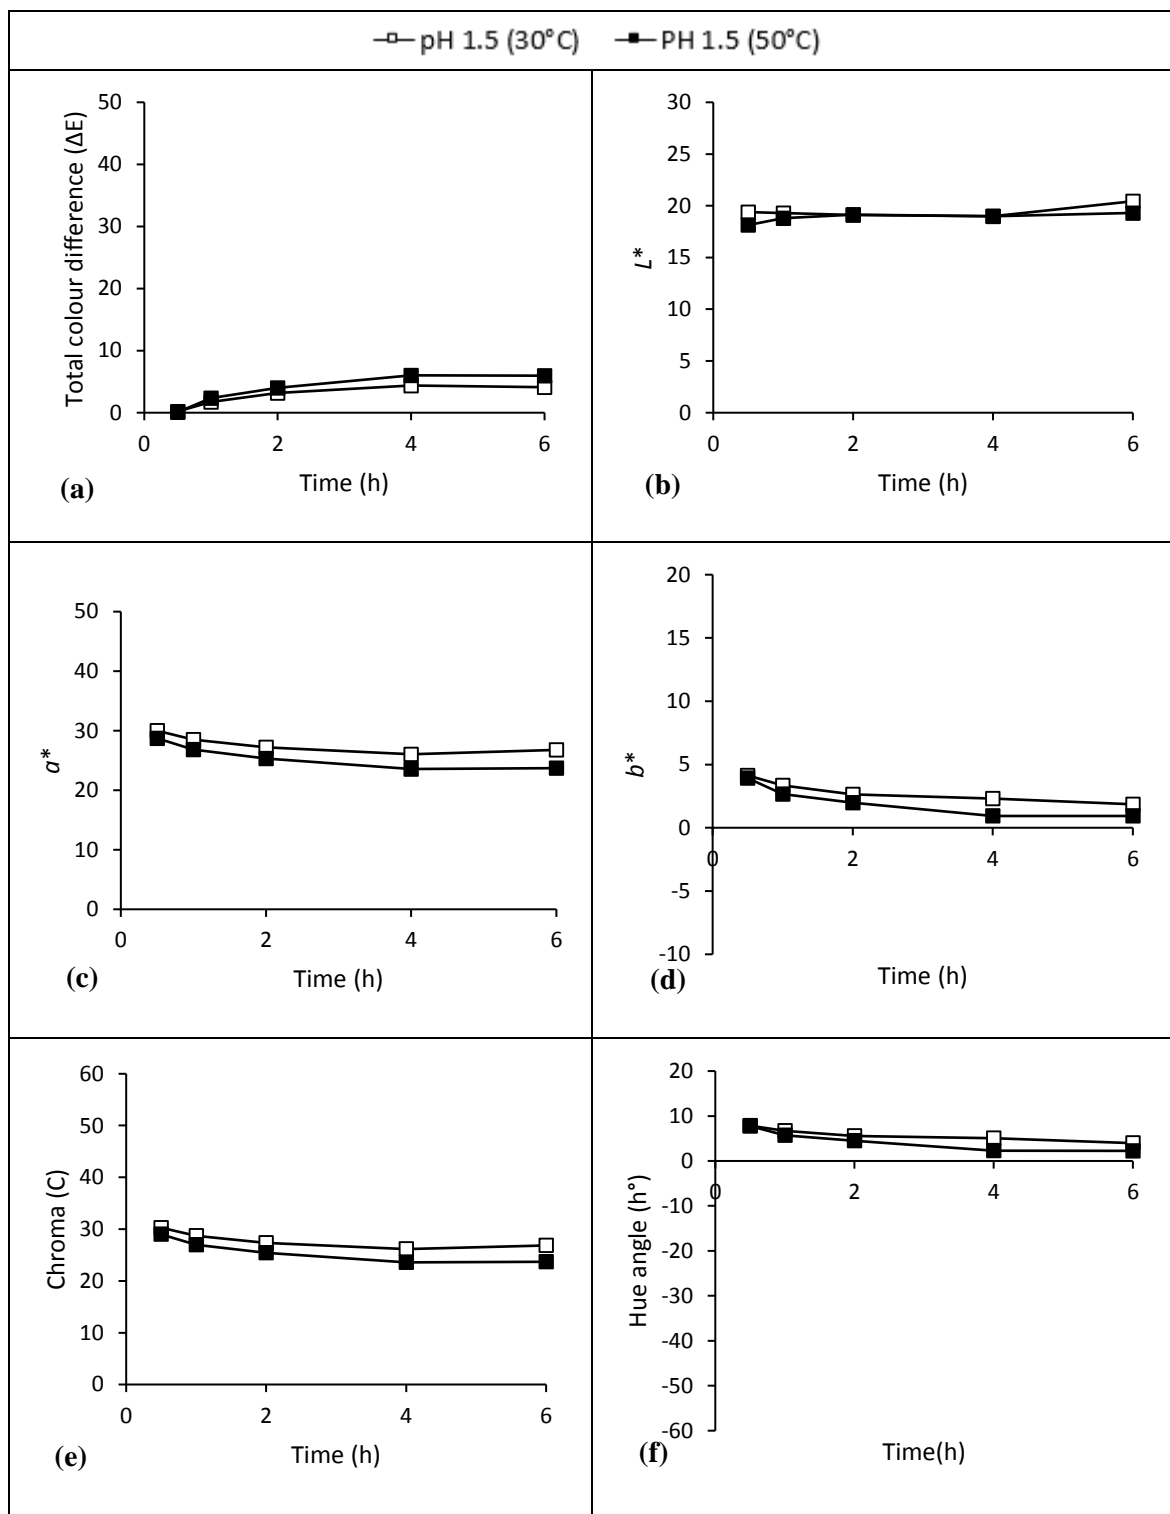 pH 1.5 (30°C) PH 1.5 (50°C)
Total colour difference (ΔE)
50
40
30
20
10
0
0 2 4 6
Time (h)
(a)
L*
30
25
20
15
10
5
0
0 2 4 6
Time (h)
(b)
a*
50
40
30
20
10
0
0 2 4 6
Time (h)
(c)
b*
20
15
10
5
0
-5
-10
0 2 4 6
Time (h)
(d)
Chroma (C)
60
50
40
30
20
10
0
0 2 4 6
Time (h)
(e)
Hue angle (h°)
20
10
0
-10
-20
-30
-40
-50
-60
0 2 4 6
Time(h)
(f)